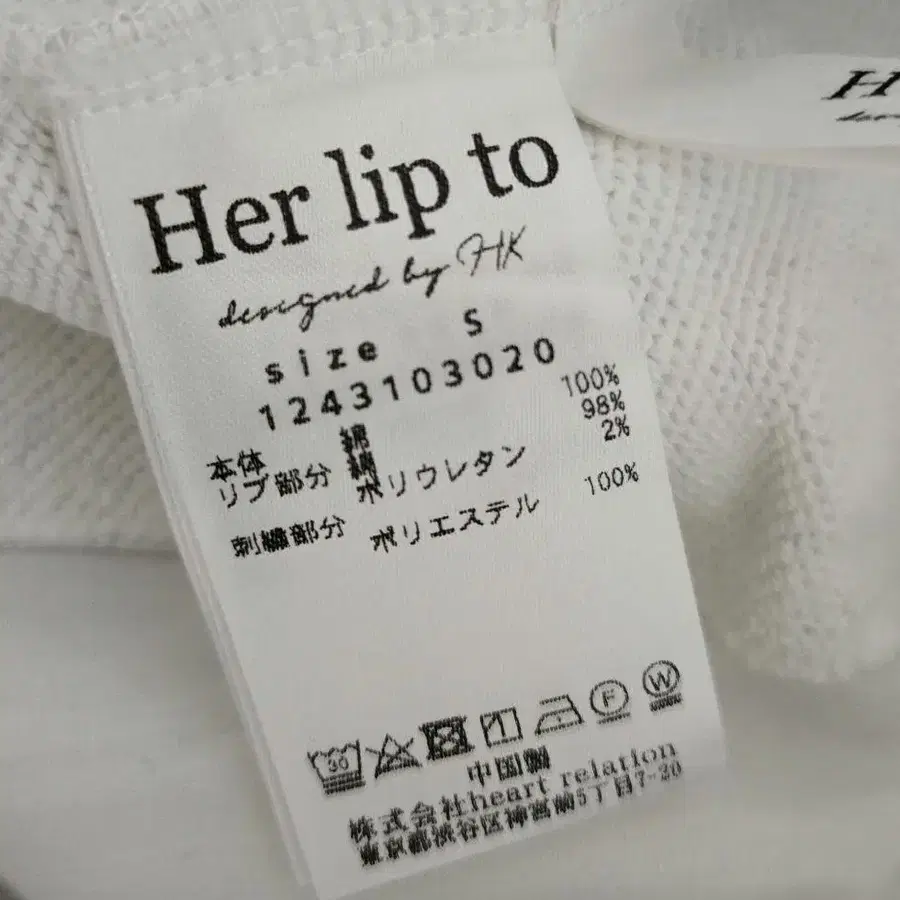 Her lip to
designed by HK
size S
1243103020
本体 綿 100%
リブ部分 綿 98%
ポリウレタン 2%
刺繍部分 ポリエステル 100%
30
F
W
中国製
株式会社heart relation
東京都渋谷区神宮前5丁目7-20
H